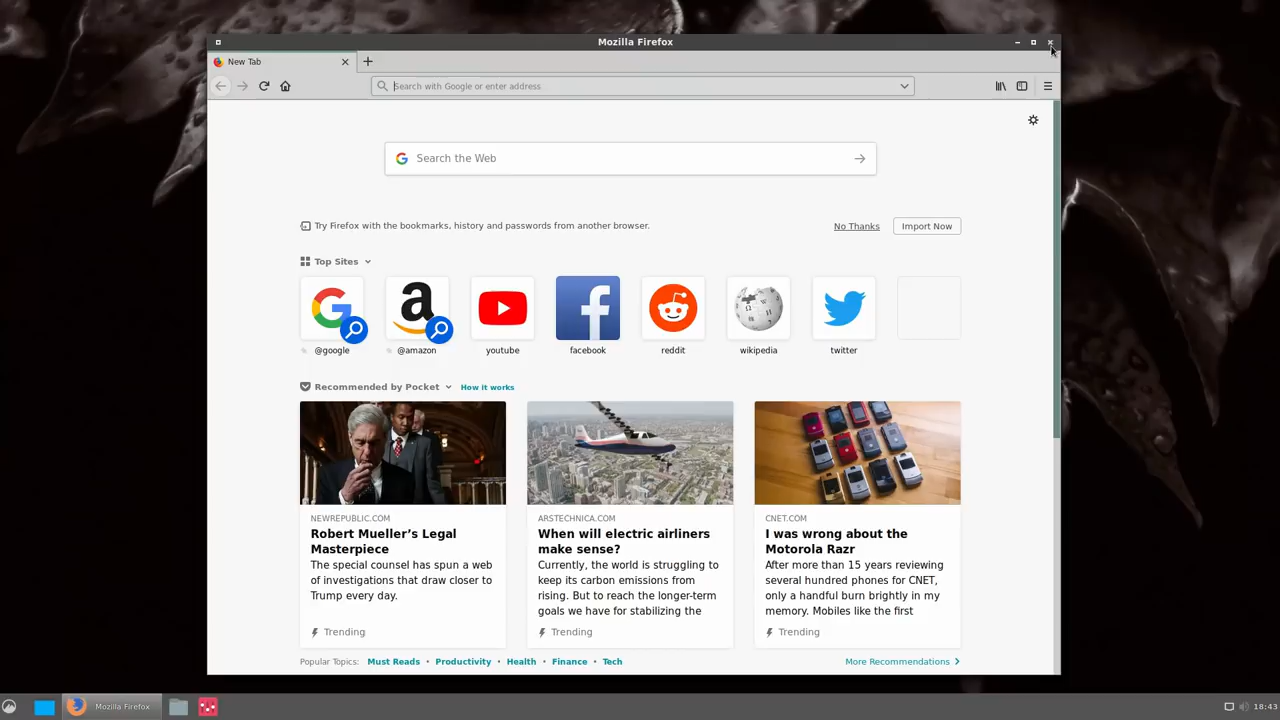 Mozilla Firefox
New Tab
Search with Google or enter address
Search the Web
Try Firefox with the bookmarks, history and passwords from another browser.
No Thanks
Import Now
Top Sites
@google
@amazon
youtube
facebook
reddit
wikipedia
twitter
Recommended by Pocket
How it works
NEWREPUBLIC.COM
Robert Mueller’s Legal
Masterpiece
The special counsel has spun a web
of investigations that draw closer to
Trump every day.
Trending
ARSTECHNICA.COM
When will electric airliners
make sense?
Currently, the world is struggling to
keep its carbon emissions from
rising. But to reach the longer-term
goals we have for stabilizing the
Trending
CNET.COM
I was wrong about the
Motorola Razr
After more than 15 years reviewing
several hundred phones for CNET,
only a handful burn brightly in my
memory. Mobiles like the first
Trending
Popular Topics: Must Reads • Productivity • Health • Finance • Tech
More Recommendations
Mozilla Firefox
18:43